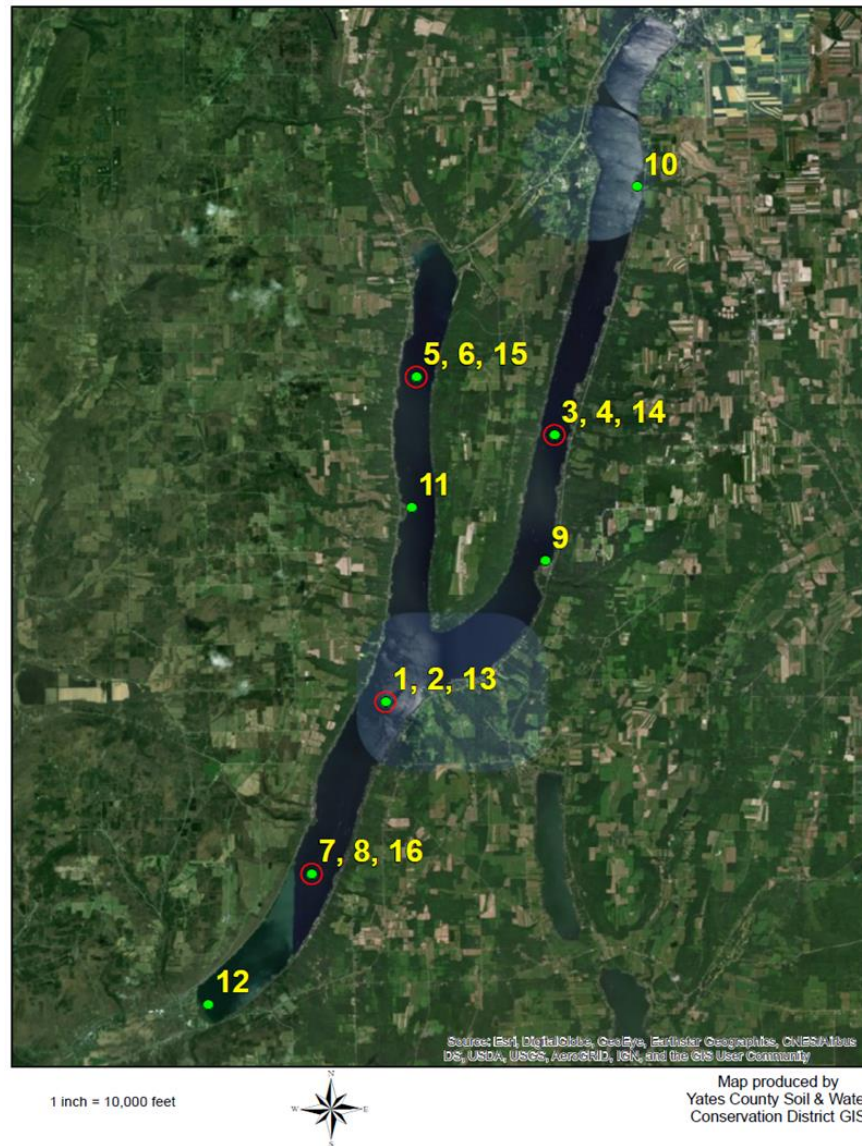 10
5, 6, 15
3, 4, 14
11
9
1, 2, 13
7, 8, 16
12
Source: Esri, DigitalGlobe, GeoEye, Earthstar Geographics, CNES/Airbus
DS, USDA, USGS, AeroGRID, IGN, and the GIS User Community
1 inch = 10,000 feet
N
W
E
S
Map produced by
Yates County Soil & Wate
Conservation District GIS